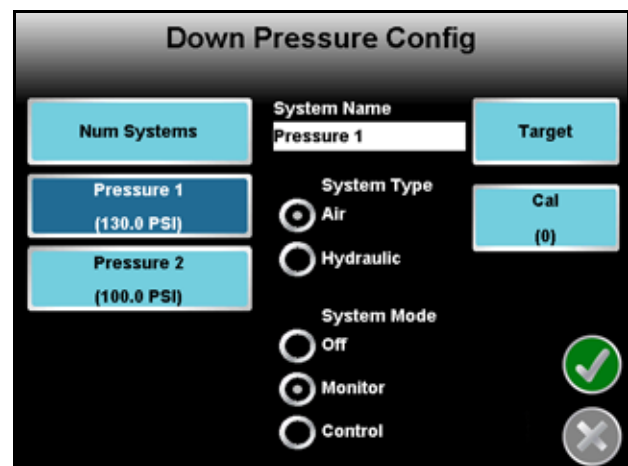 Down Pressure Config
Num Systems
Pressure 1
(130.0 PSI)
Pressure 2
(100.0 PSI)
System Name
Pressure 1
System Type
Air
Hydraulic
System Mode
Off
Monitor
Control
Target
Cal
(0)